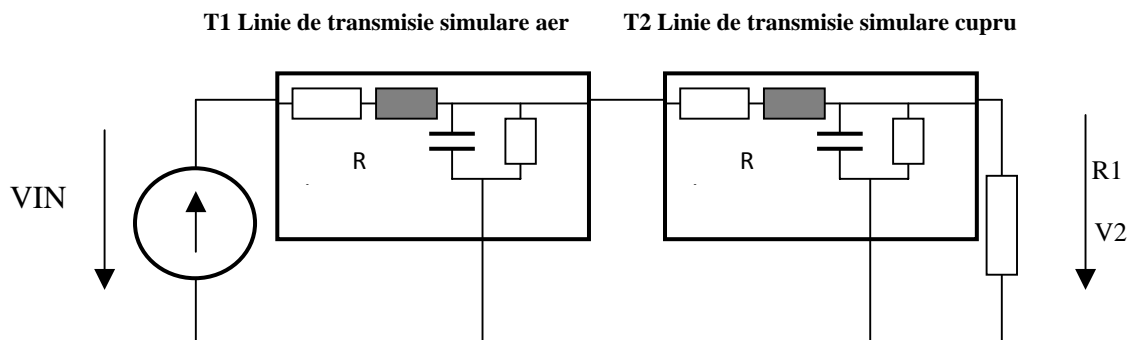 T1 Linie de transmisie simulare aer
T2 Linie de transmisie simulare cupru
VIN
R
R
R1
V2